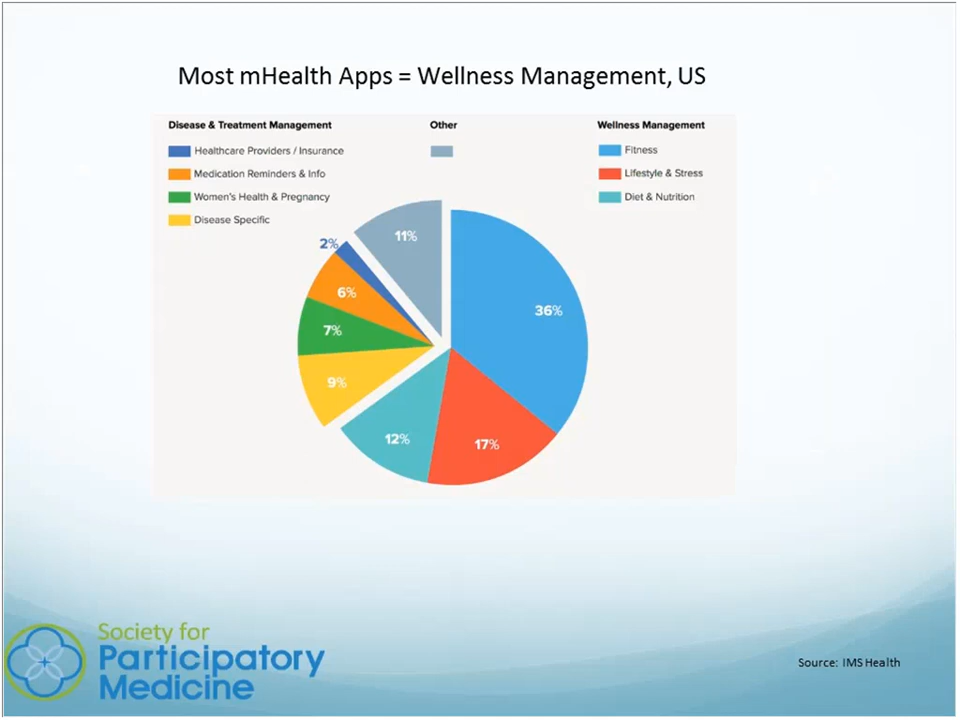 Most mHealth Apps = Wellness Management, US
Disease & Treatment Management
Healthcare Providers / Insurance
Medication Reminders & Info
Women's Health & Pregnancy
Disease Specific
Other
Wellness Management
Fitness
Lifestyle & Stress
Diet & Nutrition
2%
11%
6%
7%
9%
12%
17%
36%
Society for
Participatory
Medicine
Source: IMS Health